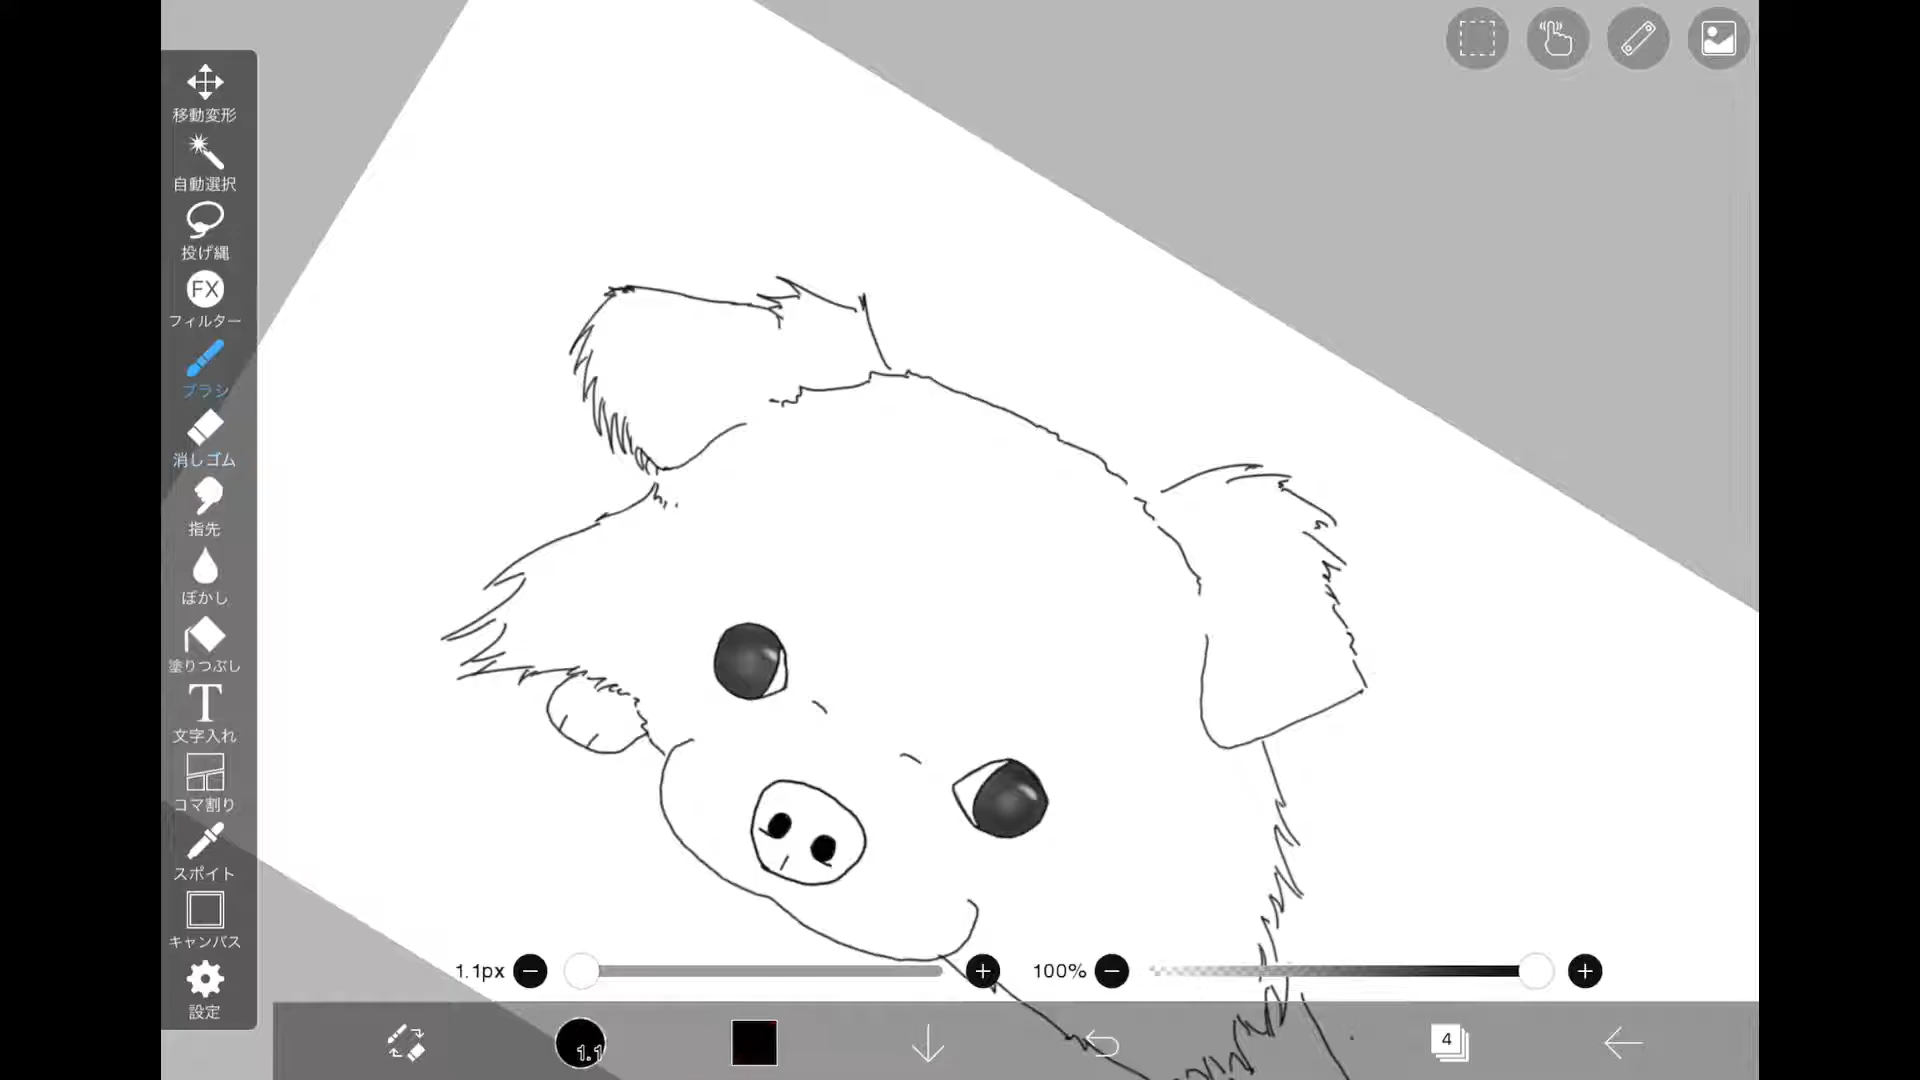 移動変形
自動選択
投げ縄
FX
フィルター
ブラシ
消しゴム
指先
ぼかし
塗りつぶし
T
文字入れ
コマ割り
スポイト
キャンバス
設定
1.1px
100%
1.1
4